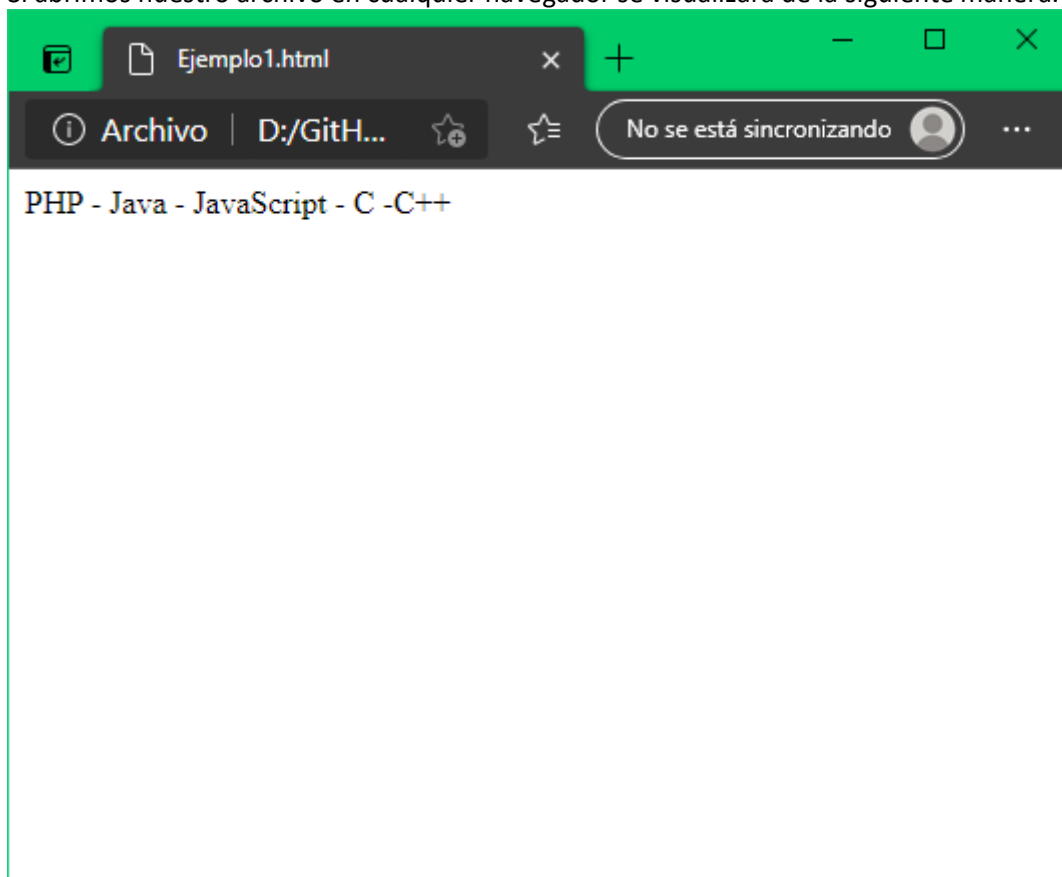 Si abrimos nuestro archivo en cualquier navegador se visualizará de la siguiente manera:
Ejemplo1.html
Archivo | D:/GitH... No se está sincronizando
PHP - Java - JavaScript - C -C++